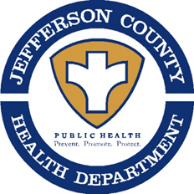 JEFFERSON COUNTY
PUBLIC HEALTH
Prevent. Promote. Protect.
HEALTH DEPARTMENT